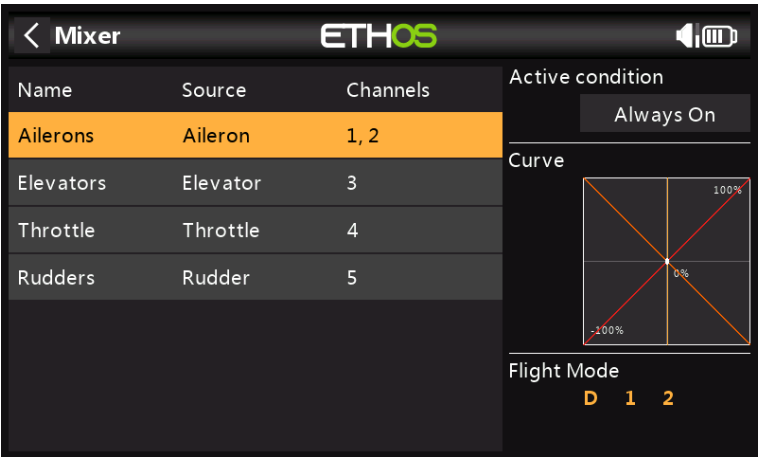 Mixer ETHOS
Name Source Channels
Ailerons Aileron 1, 2
Elevators Elevator 3
Throttle Throttle 4
Rudders Rudder 5
Active condition
Always On
Curve
100%
0%
-100%
Flight Mode
D 1 2